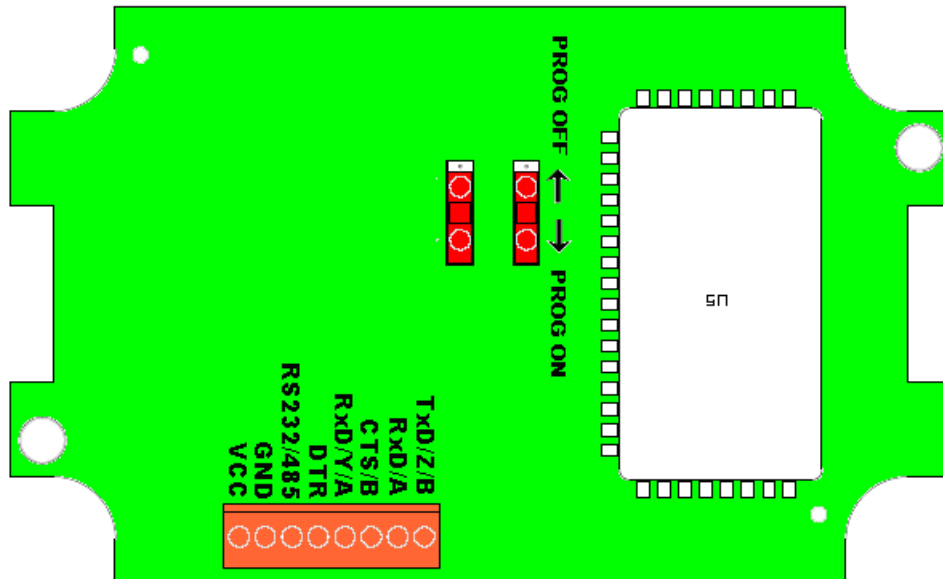 PROG OFF
PROG ON
U5
VCC
GND
RS232/485
DTR
RxD/Y/A
CTS/B
RxD/A
TxD/Z/B